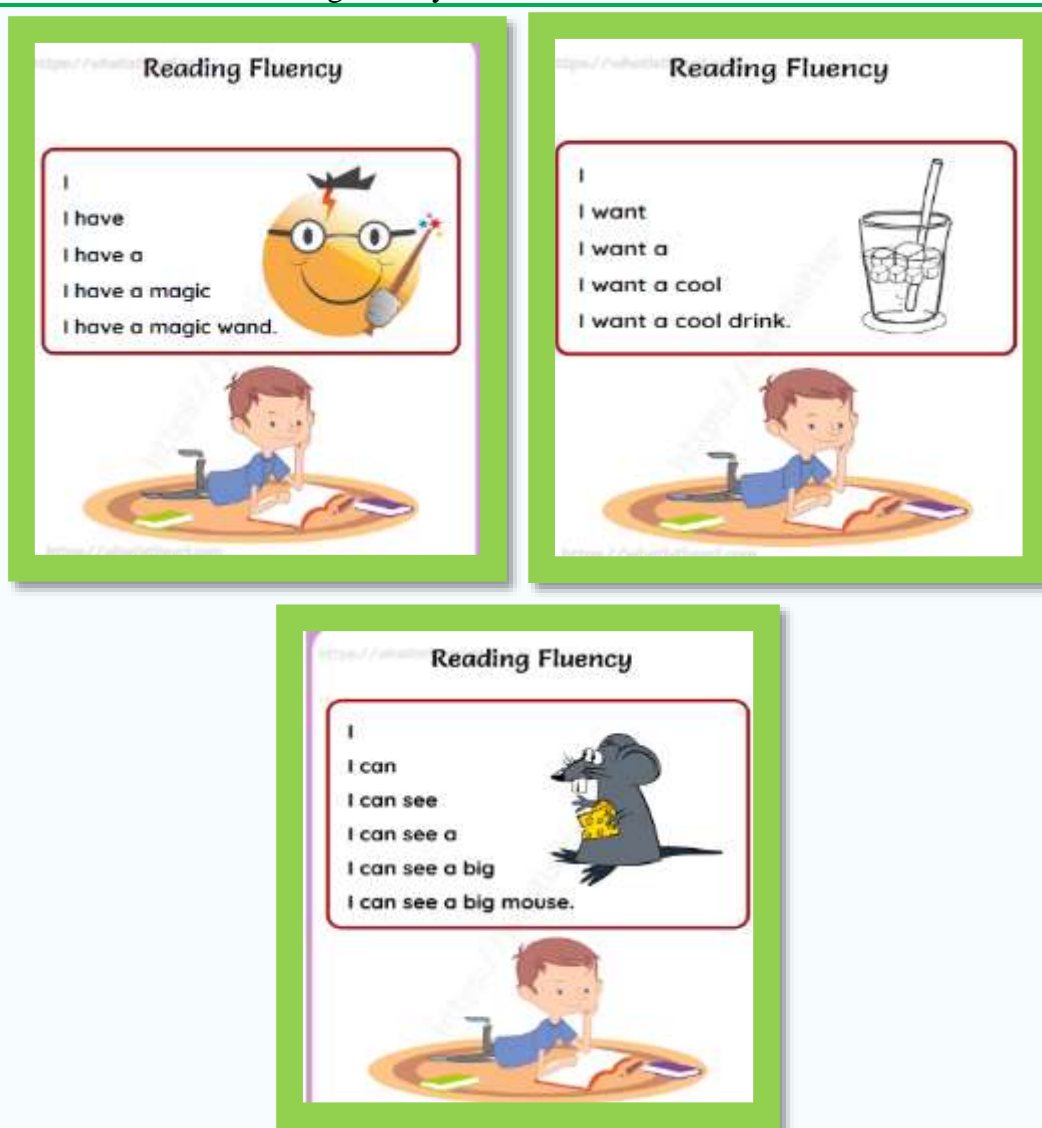 Reading Fluency
I
I have
I have a
I have a magic
I have a magic wand.
Reading Fluency
I
I want
I want a
I want a cool
I want a cool drink.
Reading Fluency
I
I can
I can see
I can see a
I can see a big
I can see a big mouse.